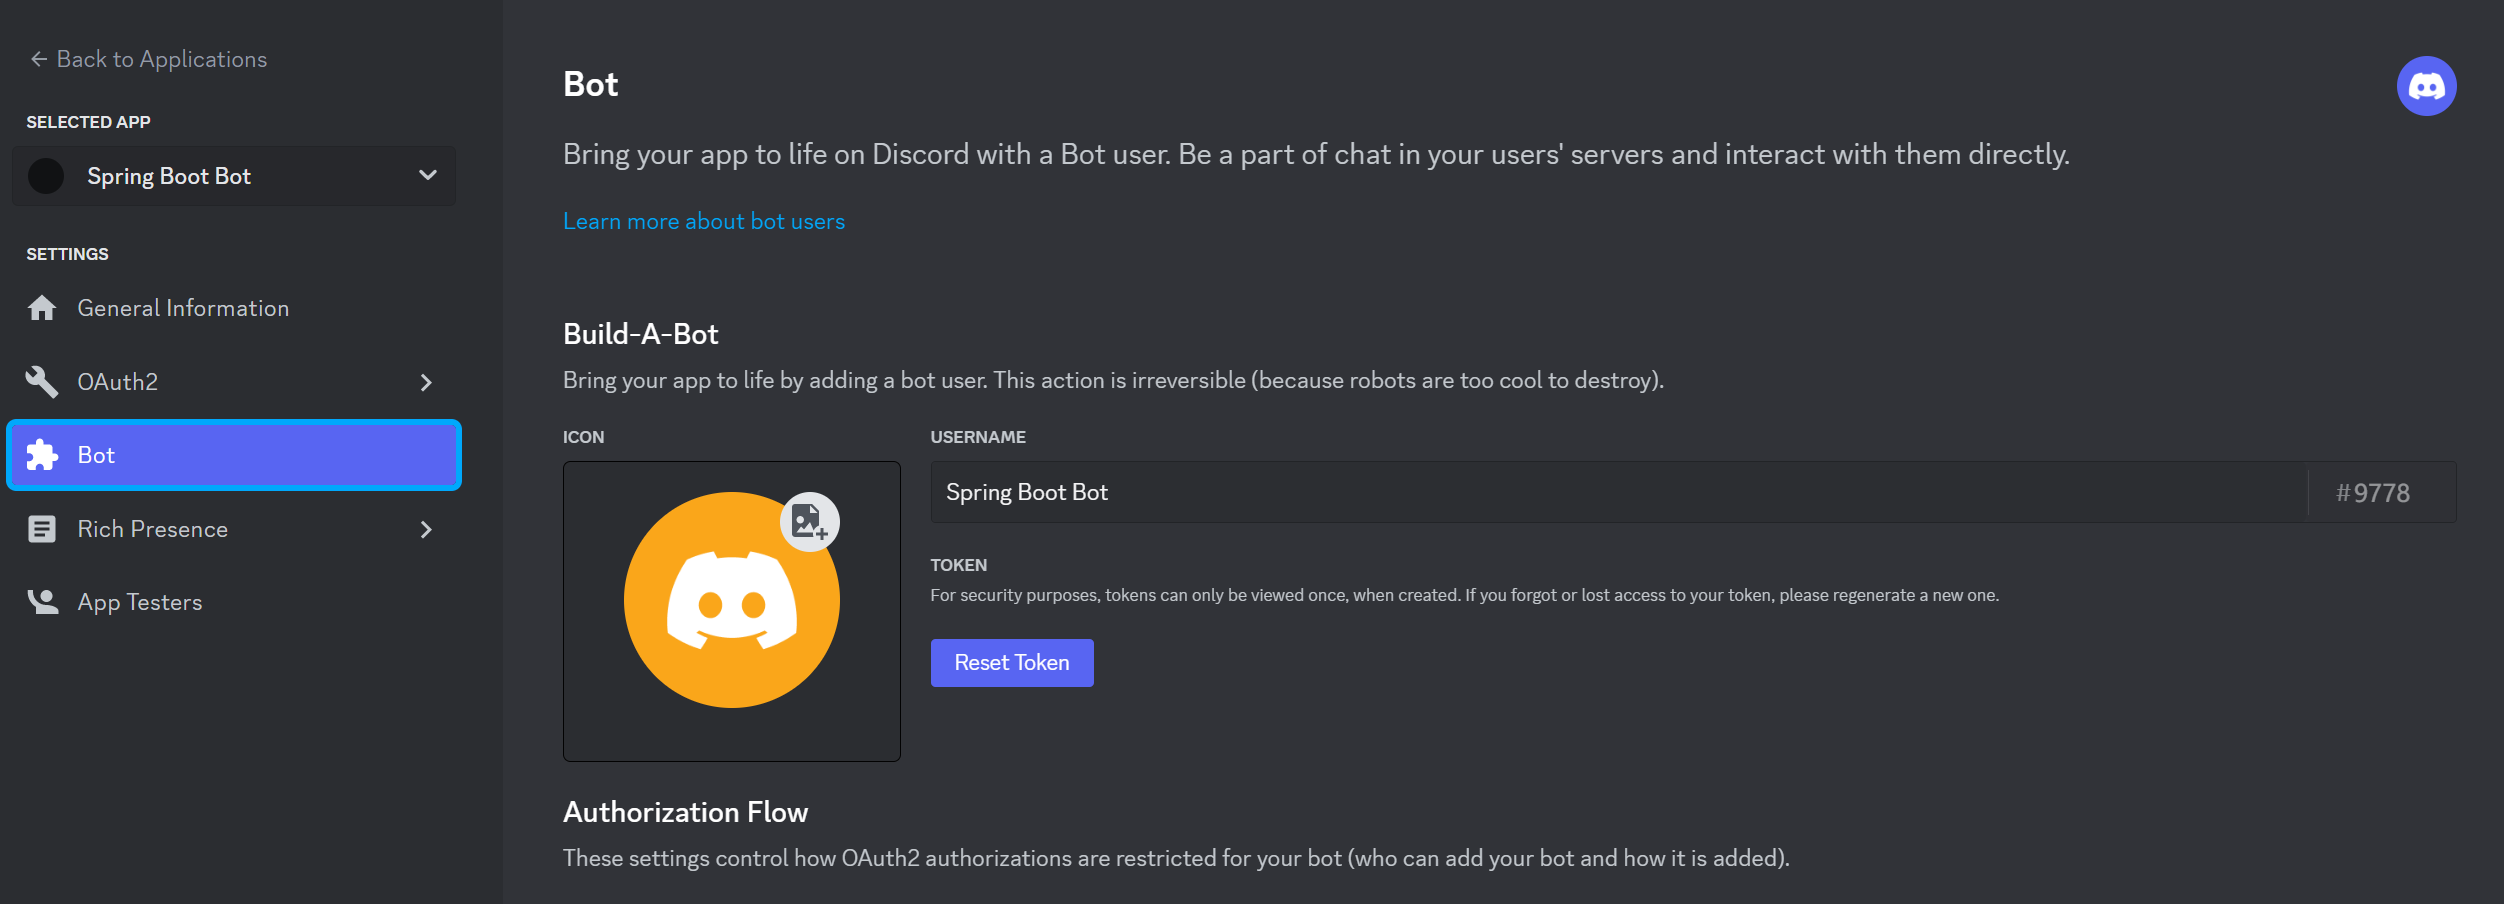 ← Back to Applications
SELECTED APP
Spring Boot Bot
SETTINGS
General Information
OAuth2
Bot
Rich Presence
App Testers
Bot
Bring your app to life on Discord with a Bot user. Be a part of chat in your users' servers and interact with them directly.
Learn more about bot users
Build-A-Bot
Bring your app to life by adding a bot user. This action is irreversible (because robots are too cool to destroy).
ICON
USERNAME
Spring Boot Bot
#9778
TOKEN
For security purposes, tokens can only be viewed once, when created. If you forgot or lost access to your token, please regenerate a new one.
Reset Token
Authorization Flow
These settings control how OAuth2 authorizations are restricted for your bot (who can add your bot and how it is added).